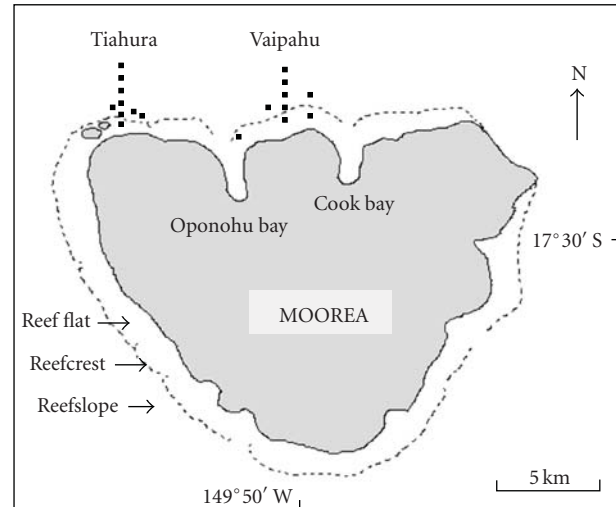 Tiahura
Vaipahu
N
Oponohu bay
Cook bay
17°30′ S
MOOREA
Reef flat
Reefcrest
Reefslope
5 km
149°50′ W